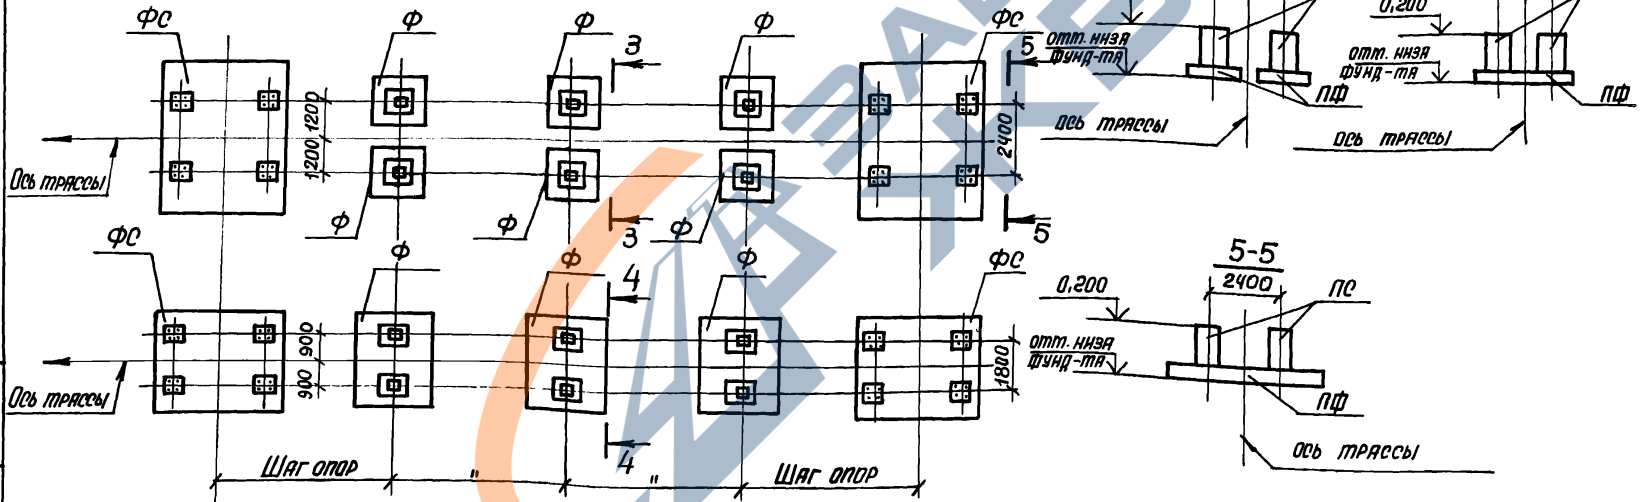 ФС
Ф
Ф
Ф
ФС
3
5
1200
1200
2400
Ось трассы
Ф
Ф
Ф
3
5
ФС
Ф
Ф
4
Ф
ФС
900
900
1800
Ось трассы
4
Шаг опор
"
"
Шаг опор
отм. низа
фунд-та
ПФ
Ось трассы
0,200
отм. низа
фунд-та
ПФ
Ось трассы
5-5
2400
ПС
0,200
отм. низа
фунд-та
ПФ
Ось трассы